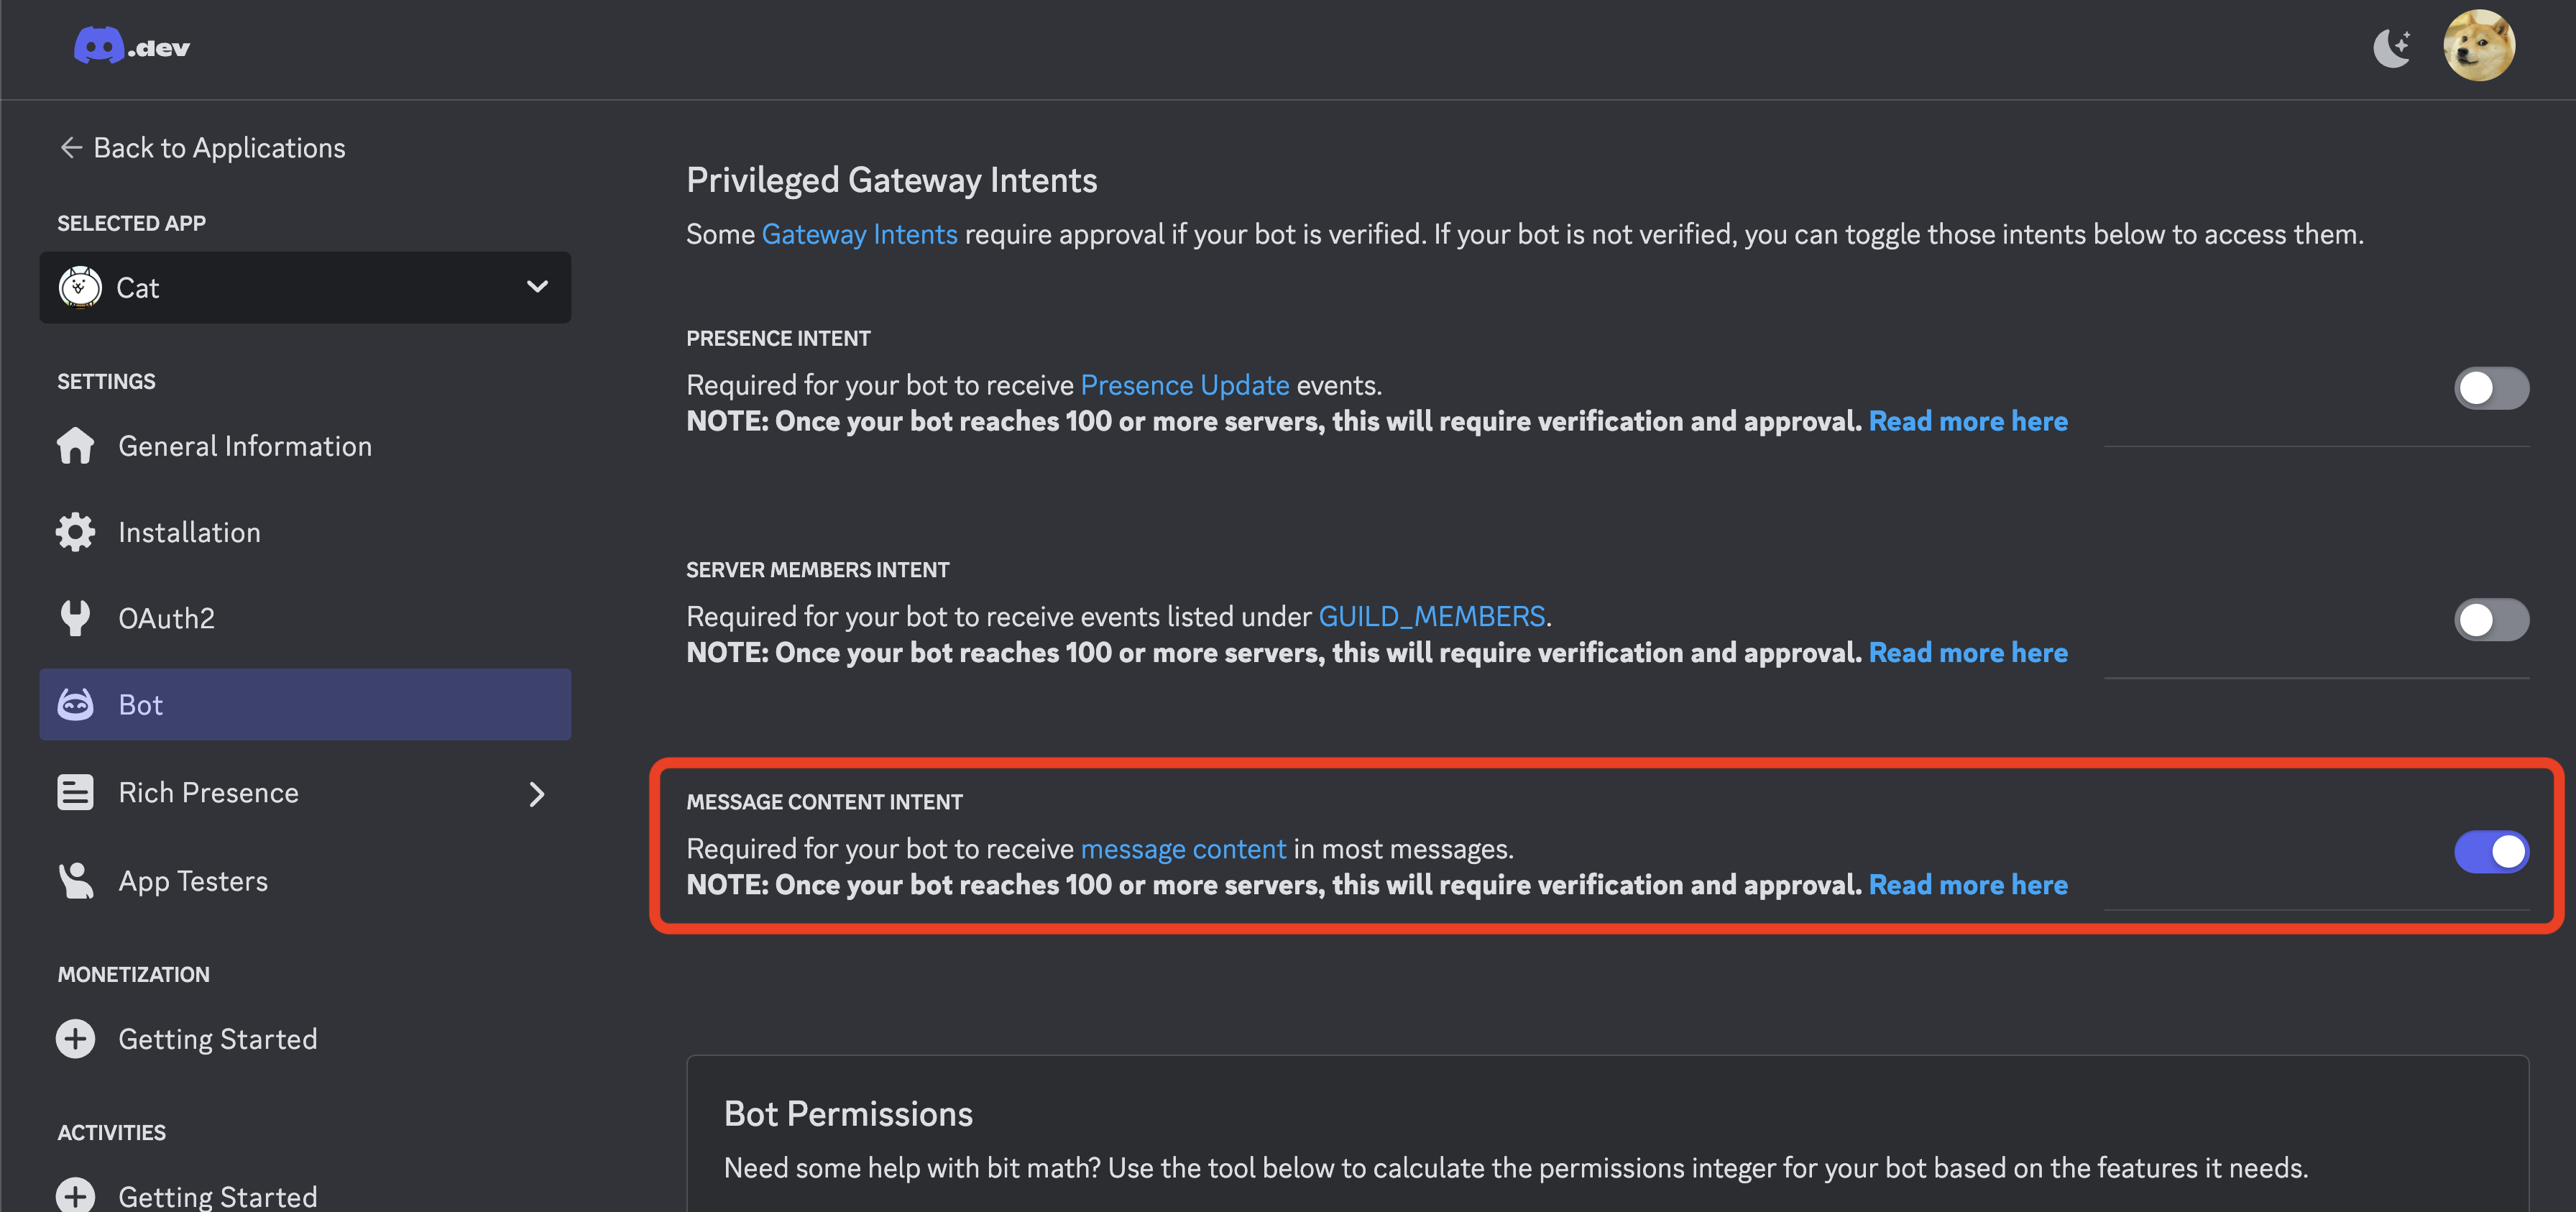 .dev
Back to Applications
SELECTED APP
Cat
SETTINGS
General Information
Installation
OAuth2
Bot
Rich Presence
App Testers
MONETIZATION
Getting Started
ACTIVITIES
Getting Started
Privileged Gateway Intents
Some Gateway Intents require approval if your bot is verified. If your bot is not verified, you can toggle those intents below to access them.
PRESENCE INTENT
Required for your bot to receive Presence Update events.
NOTE: Once your bot reaches 100 or more servers, this will require verification and approval. Read more here
SERVER MEMBERS INTENT
Required for your bot to receive events listed under GUILD_MEMBERS.
NOTE: Once your bot reaches 100 or more servers, this will require verification and approval. Read more here
MESSAGE CONTENT INTENT
Required for your bot to receive message content in most messages.
NOTE: Once your bot reaches 100 or more servers, this will require verification and approval. Read more here
Bot Permissions
Need some help with bit math? Use the tool below to calculate the permissions integer for your bot based on the features it needs.